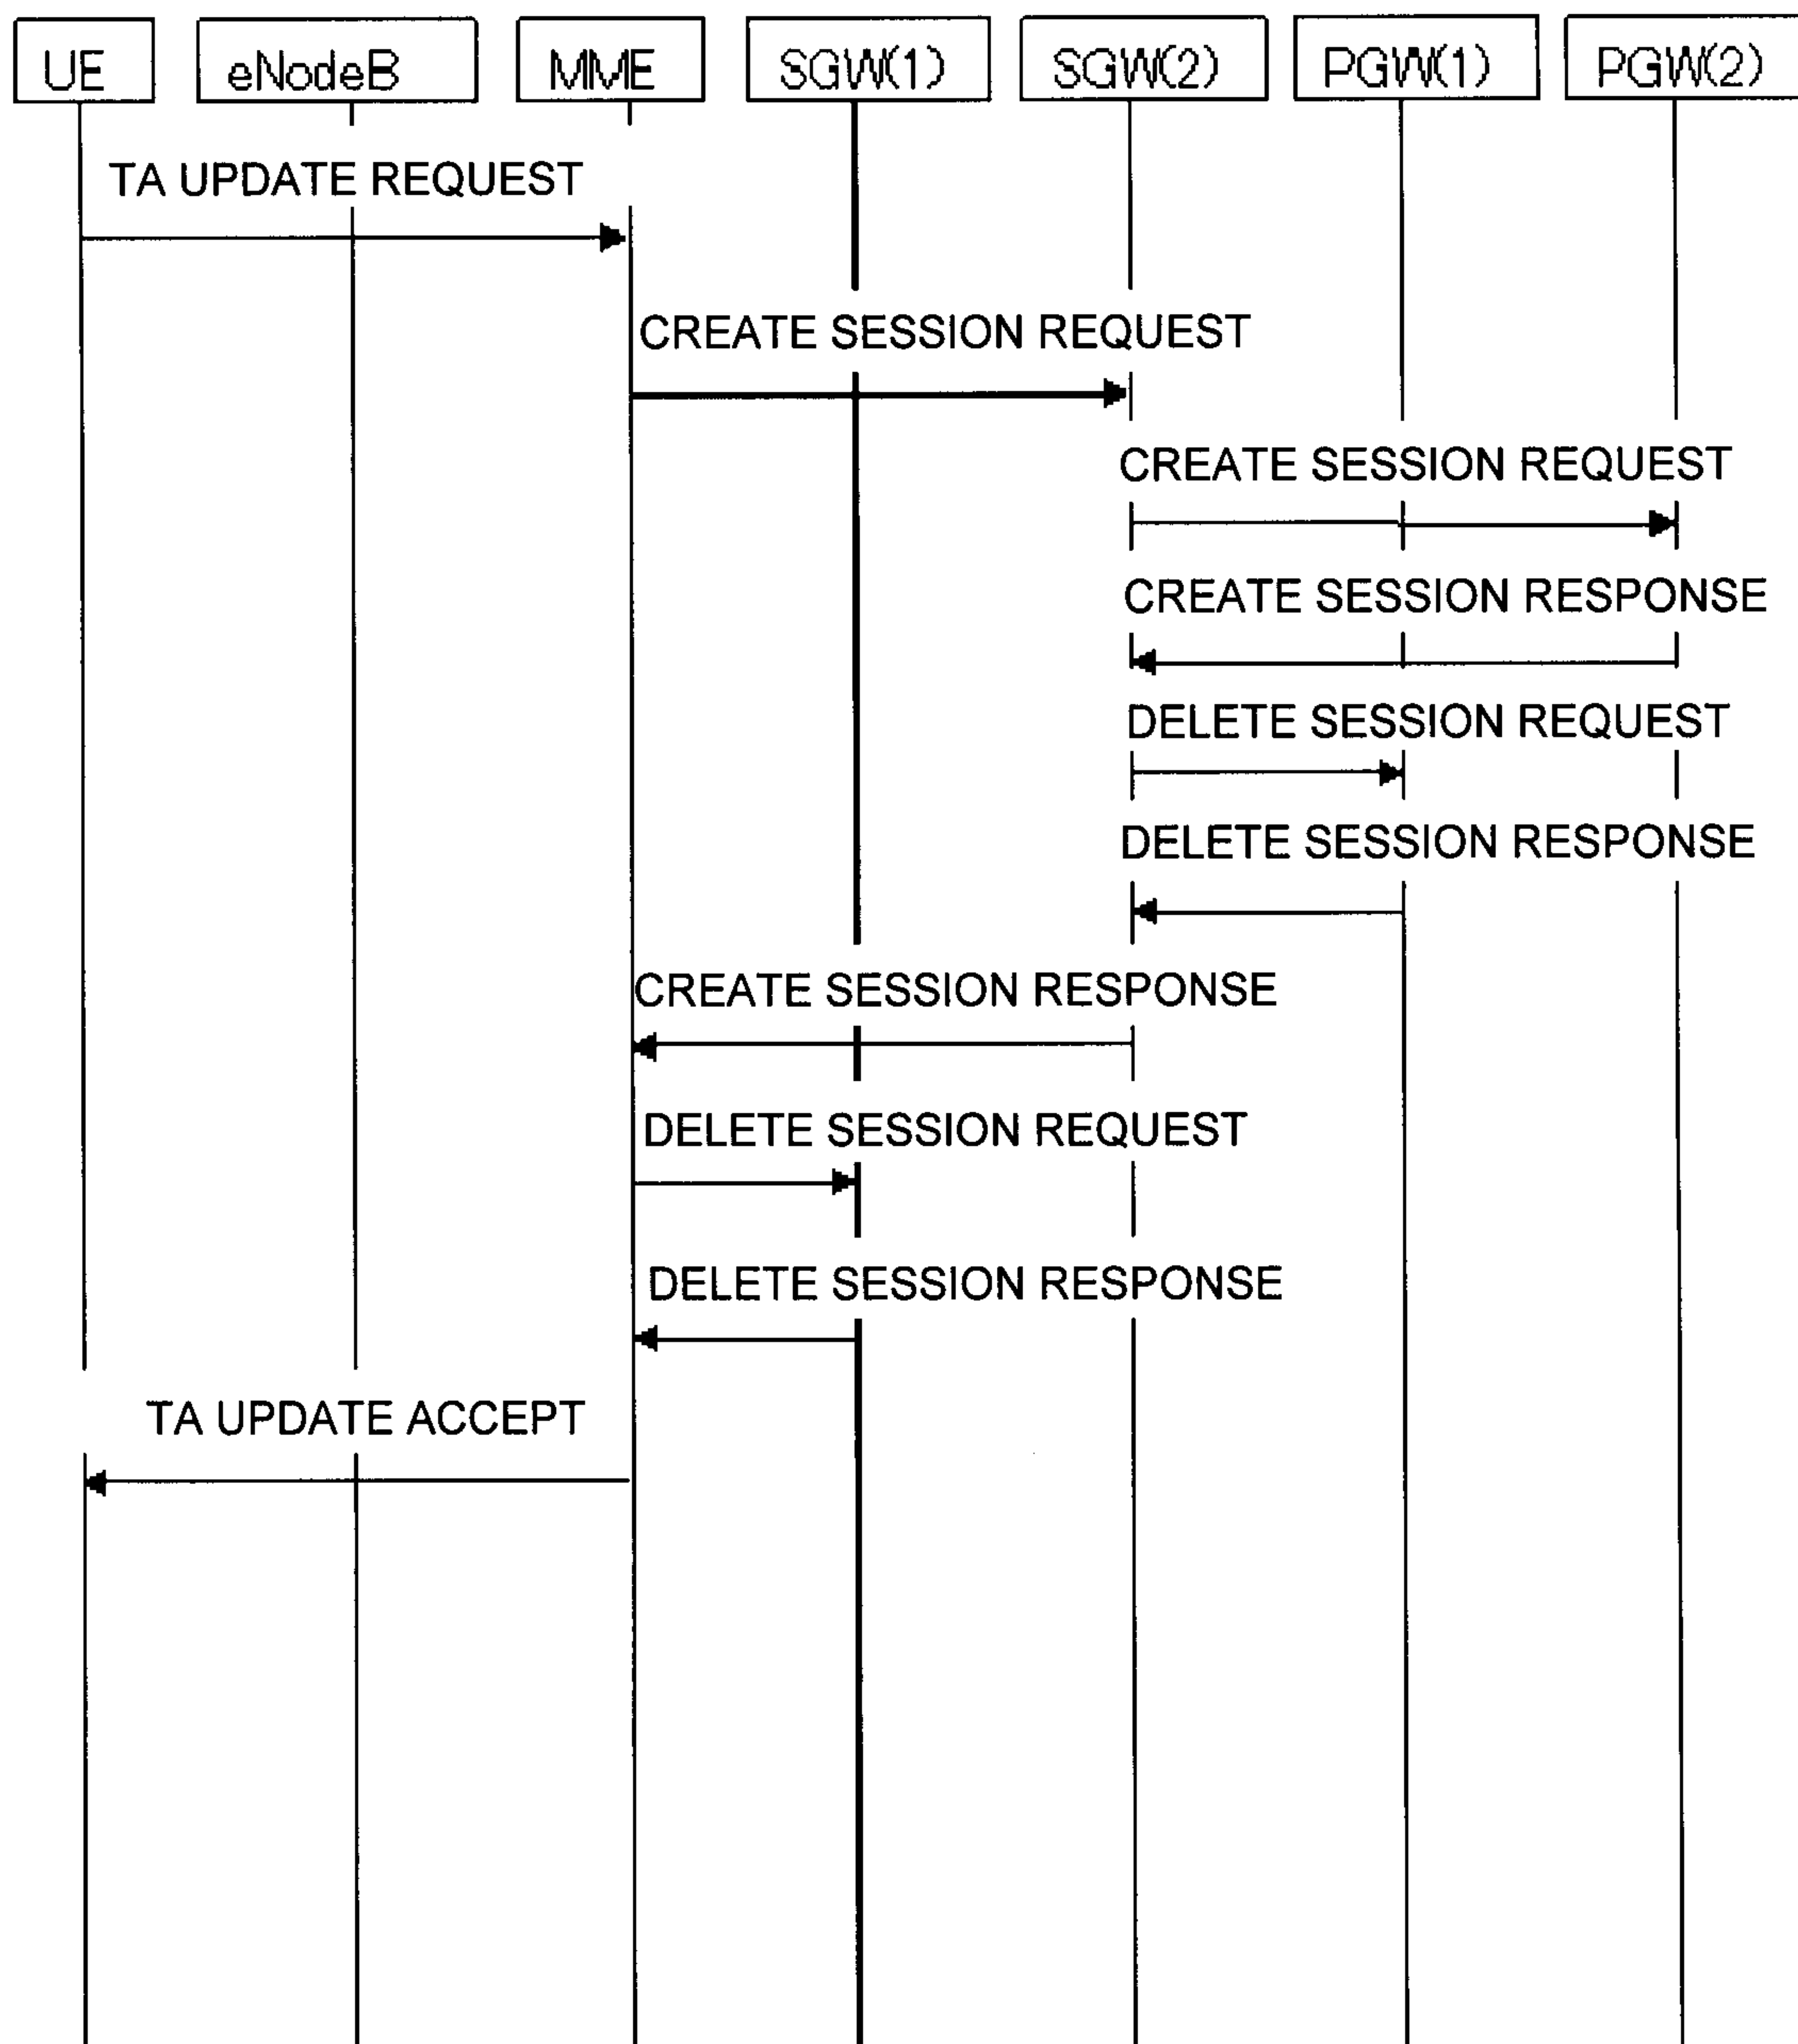 UE eNodeB MME SGW(1) SGW(2) PGW(1) PGW(2)
TA UPDATE REQUEST
CREATE SESSION REQUEST
CREATE SESSION REQUEST
CREATE SESSION RESPONSE
DELETE SESSION REQUEST
DELETE SESSION RESPONSE
CREATE SESSION RESPONSE
DELETE SESSION REQUEST
DELETE SESSION RESPONSE
TA UPDATE ACCEPT